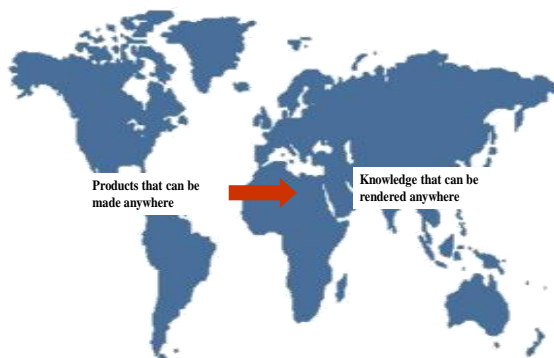 Products that can be
made anywhere
Knowledge that can be
rendered anywhere